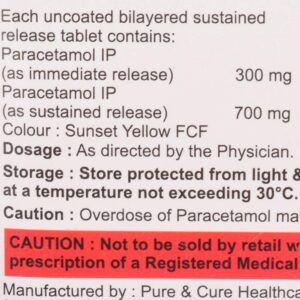 Each uncoated bilayered sustained
release tablet contains:
Paracetamol IP
(as immediate release) 300 mg
Paracetamol IP
(as sustained release) 700 mg
Colour : Sunset Yellow FCF
Dosage : As directed by the Physician.
Storage : Store protected from light &
at a temperature not exceeding 30°C.
Caution : Overdose of Paracetamol ma
CAUTION : Not to be sold by retail w
prescription of a Registered Medical
Manufactured by : Pure & Cure Healthca